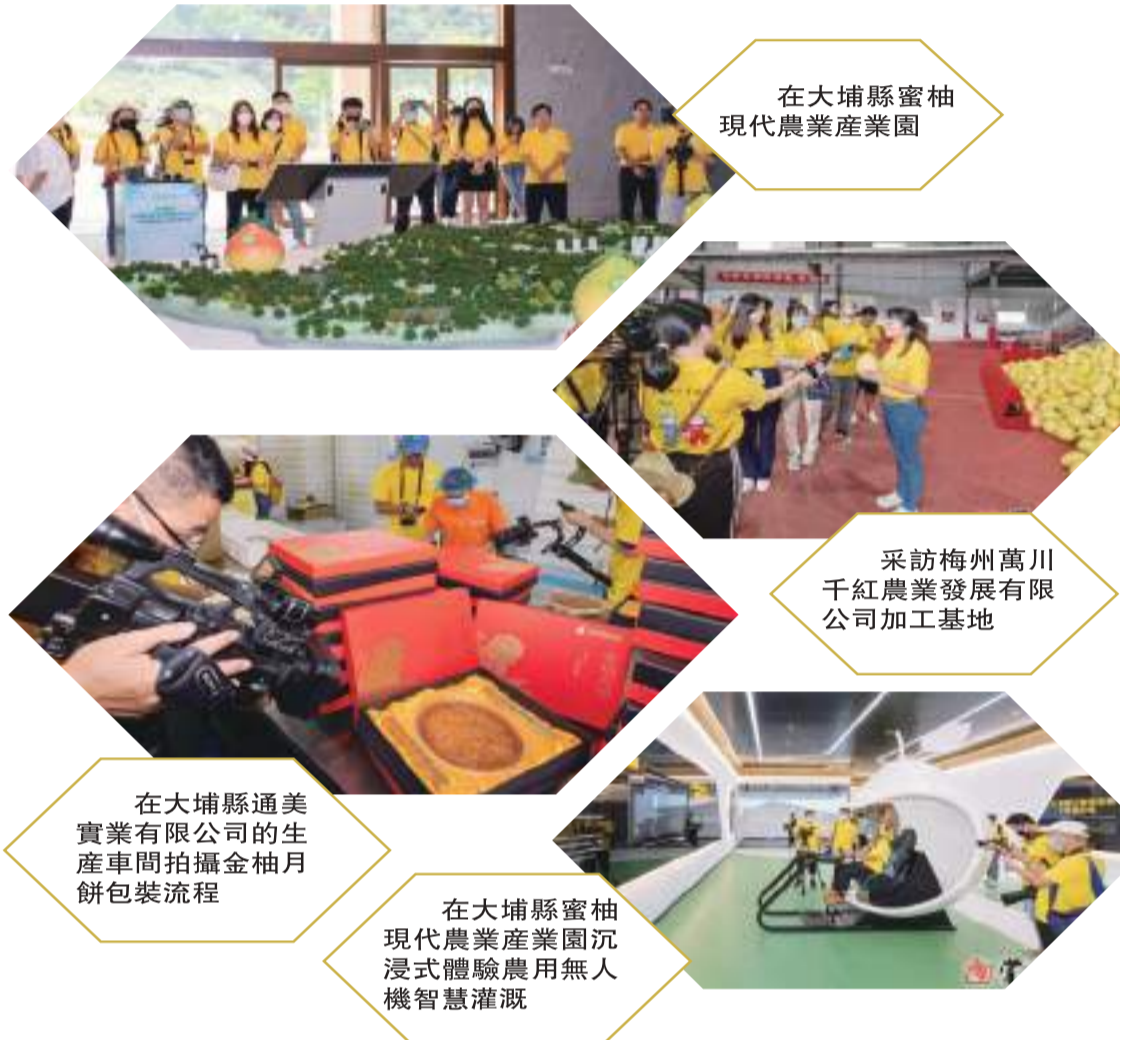 在大埔縣蜜柚
現代農業産業園
采訪梅州萬川
千紅農業發展有限
公司加工基地
在大埔縣通美
實業有限公司的生
産車間拍攝金柚月
餅包裝流程
在大埔縣蜜柚
現代農業産業園沉
浸式體驗農用無人
機智慧灌溉